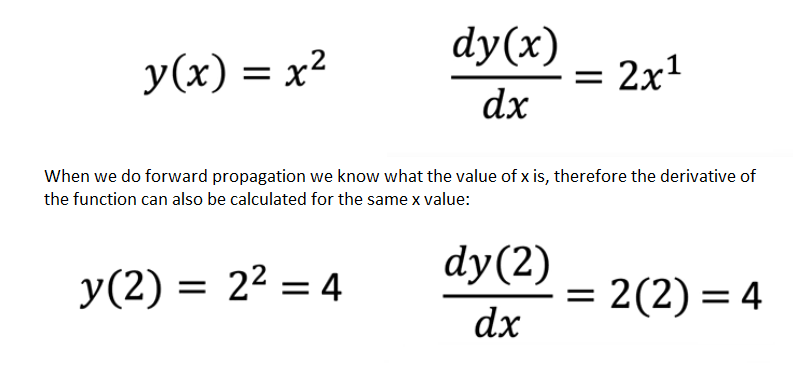 y(x) = x² dy(x)/dx = 2x¹
When we do forward propagation we know what the value of x is, therefore the derivative of
the function can also be calculated for the same x value:
y(2) = 2² = 4 dy(2)/dx = 2(2) = 4